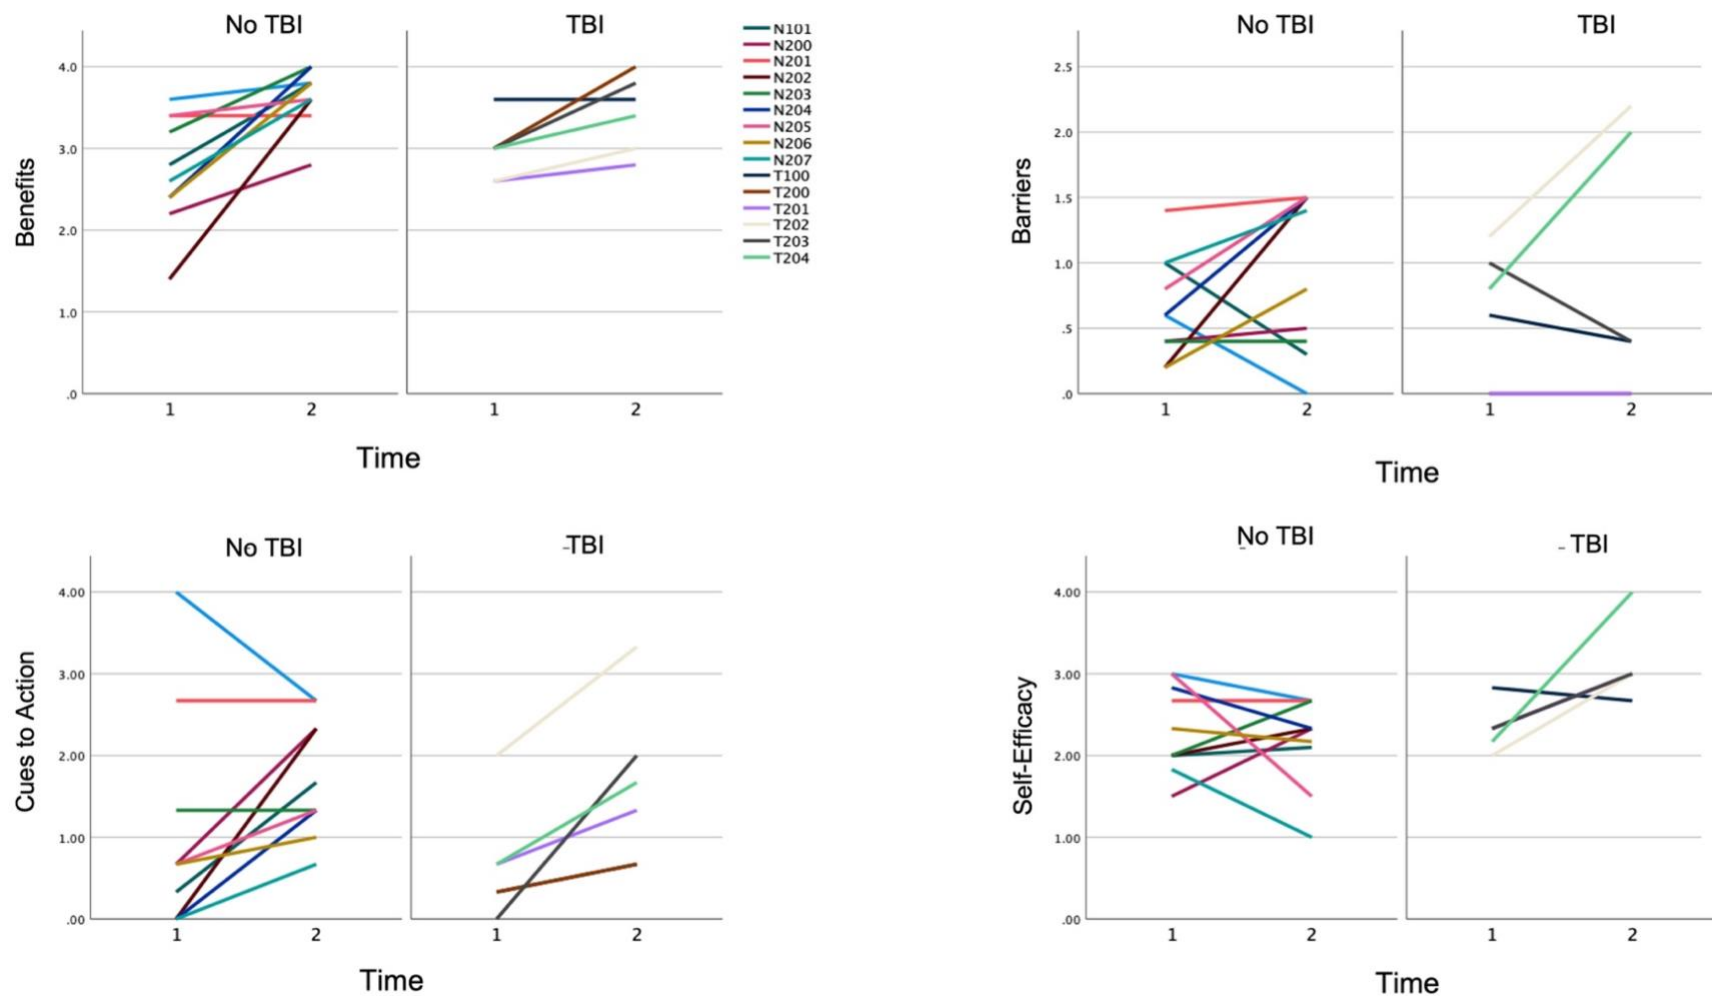 No TBI
TBI
Benefits
4.0
3.0
2.0
1.0
.0
1
2
1
2
Time
N101
N200
N201
N202
N203
N204
N205
N206
N207
T100
T200
T201
T202
T203
T204
No TBI
TBI
Barriers
2.5
2.0
1.5
1.0
.5
.0
1
2
1
2
Time
No TBI
TBI
Cues to Action
4.00
3.00
2.00
1.00
.00
1
2
1
2
Time
No TBI
TBI
Self-Efficacy
4.00
3.00
2.00
1.00
.00
1
2
1
2
Time